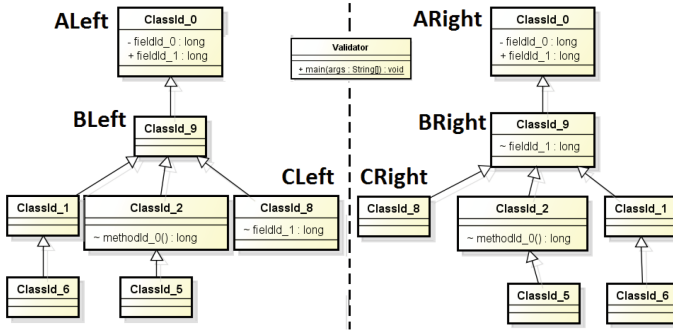 ALeft
ClassId_0
- fieldId_0 : long
+ fieldId_1 : long
Validator
+ main(args : String[]) : void
ARight
ClassId_0
- fieldId_0 : long
+ fieldId_1 : long
BLeft
ClassId_9
BRight
ClassId_9
~ fieldId_1 : long
CLeft
CRight
ClassId_1
ClassId_2
~ methodId_0() : long
ClassId_8
~ fieldId_1 : long
ClassId_8
ClassId_2
~ methodId_0() : long
ClassId_1
ClassId_6
ClassId_5
ClassId_5
ClassId_6